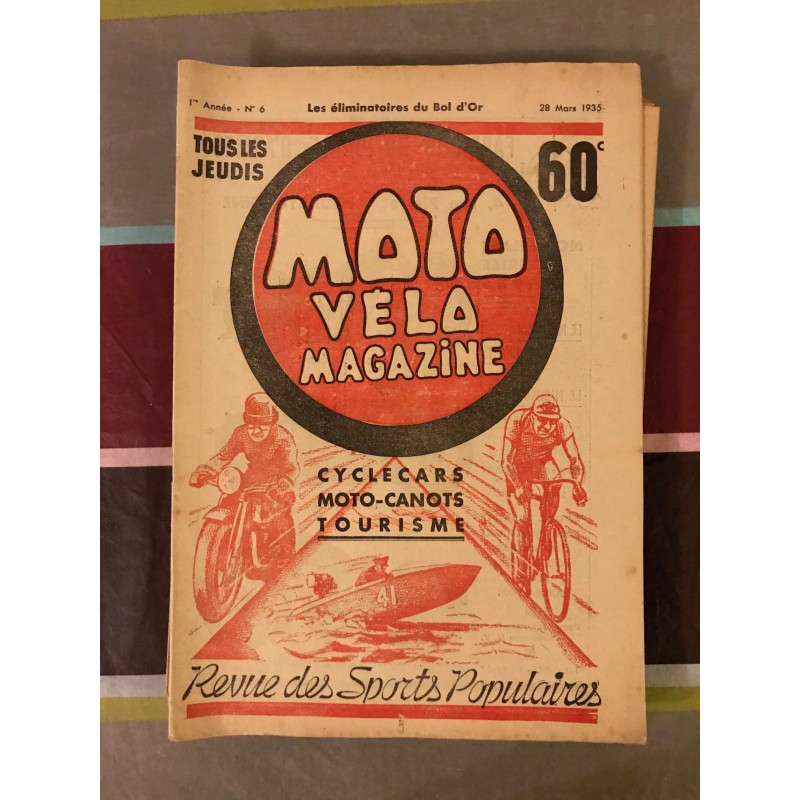 1re Année - N° 6 Les éliminatoires du Bol d'Or 28 Mars 1935
TOUS LES
JEUDIS
60c
MOTO
VÉLO
MAGAZINE
CYCLECARS
MOTO-CANOTS
TOURISME
41
Revue des Sports Populaires